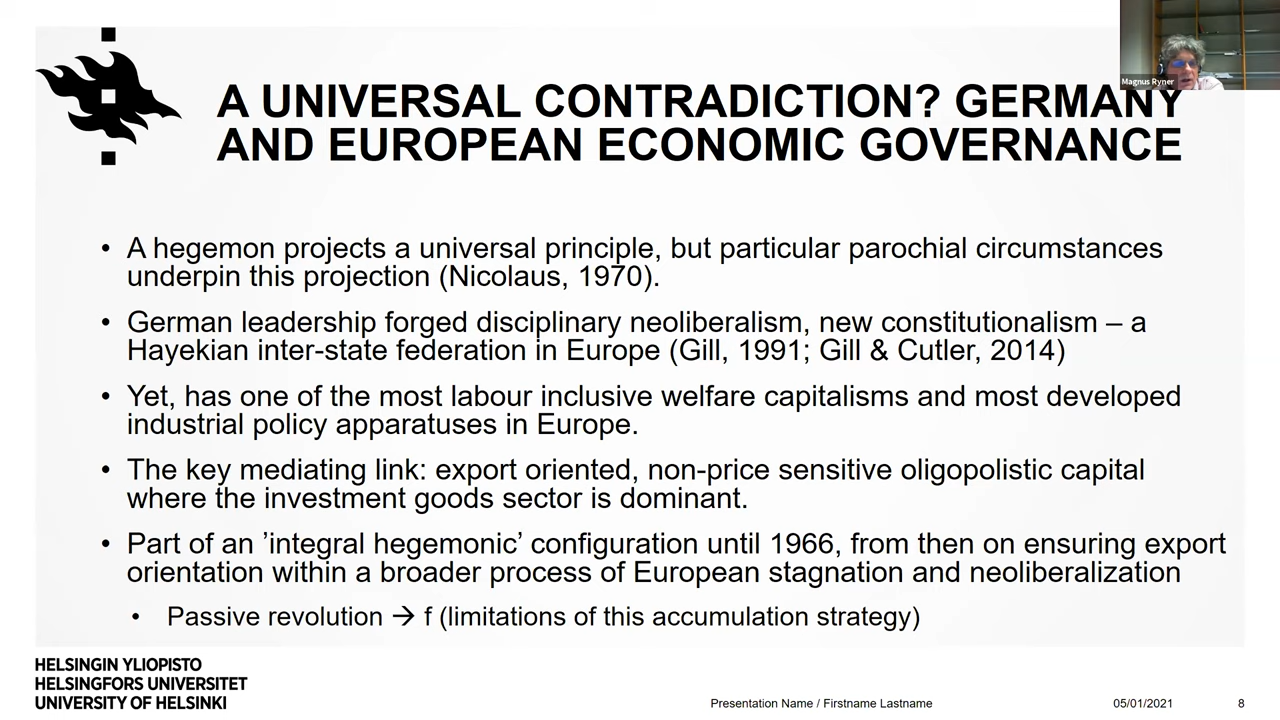 Magnus Ryner
A UNIVERSAL CONTRADICTION? GERMANY
AND EUROPEAN ECONOMIC GOVERNANCE
• A hegemon projects a universal principle, but particular parochial circumstances
underpin this projection (Nicolaus, 1970).
• German leadership forged disciplinary neoliberalism, new constitutionalism – a
Hayekian inter-state federation in Europe (Gill, 1991; Gill & Cutler, 2014)
• Yet, has one of the most labour inclusive welfare capitalisms and most developed
industrial policy apparatuses in Europe.
• The key mediating link: export oriented, non-price sensitive oligopolistic capital
where the investment goods sector is dominant.
• Part of an ’integral hegemonic’ configuration until 1966, from then on ensuring export
orientation within a broader process of European stagnation and neoliberalization
• Passive revolution → f (limitations of this accumulation strategy)
HELSINGIN YLIOPISTO
HELSINGFORS UNIVERSITET
UNIVERSITY OF HELSINKI
Presentation Name / Firstname Lastname
05/01/2021
8